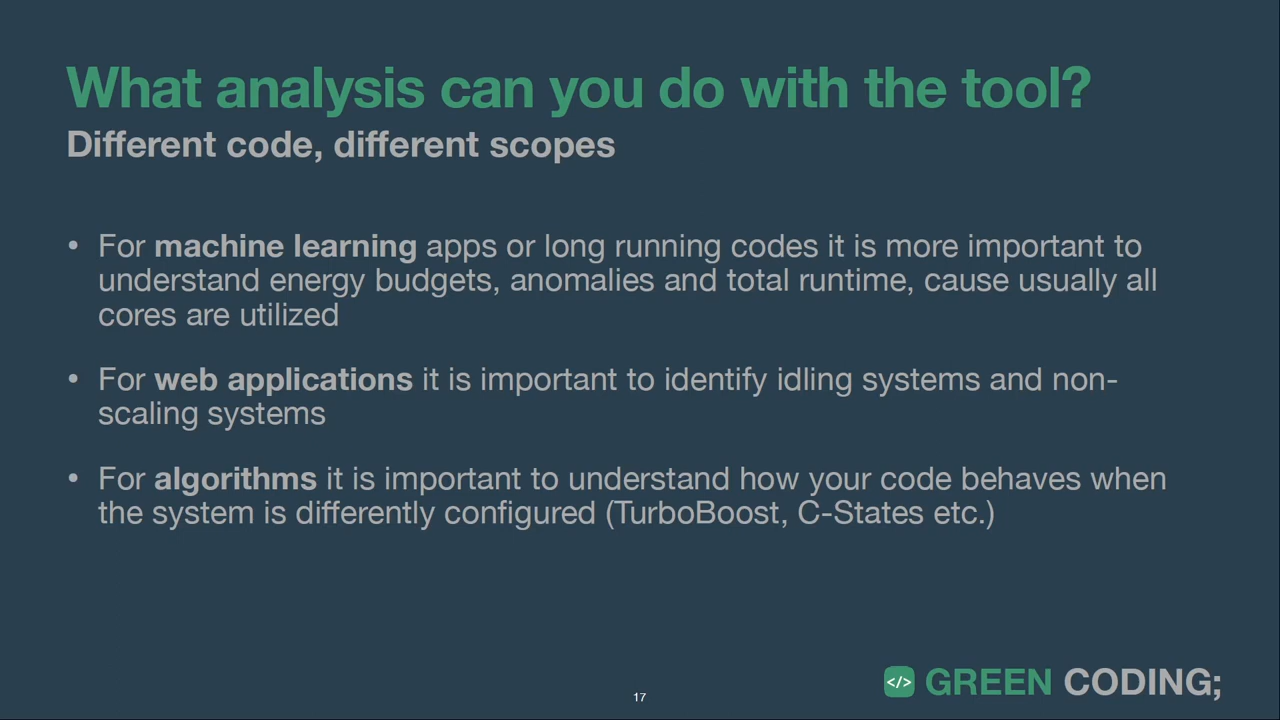 What analysis can you do with the tool?
Different code, different scopes
• For machine learning apps or long running codes it is more important to
understand energy budgets, anomalies and total runtime, cause usually all
cores are utilized
• For web applications it is important to identify idling systems and non-
scaling systems
• For algorithms it is important to understand how your code behaves when
the system is differently configured (TurboBoost, C-States etc.)
</> GREEN CODING;
17